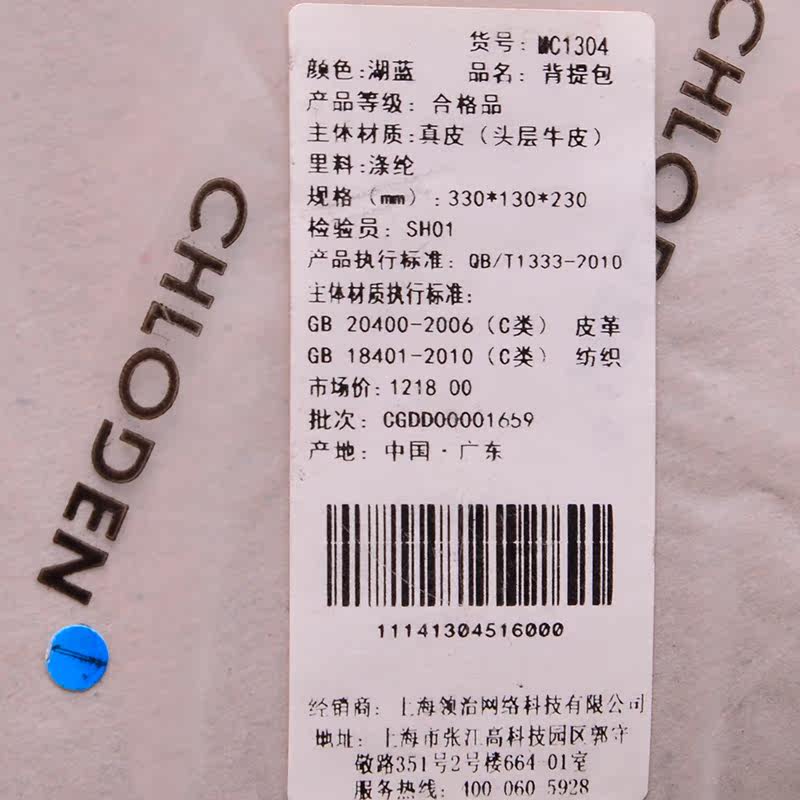 CHLODEN
CHLOD
货号: MC1304
颜色:湖蓝 品名: 背提包
产品等级: 合格品
主体材质:真皮（头层牛皮）
里料:涤纶
规格（mm）:330*130*230
检验员: SH01
产品执行标准: QB/T1333-2010
主体材质执行标准:
GB 20400-2006（C类） 皮革
GB 18401-2010（C类） 纺织
市场价: 1218 00
批次: CGDD00001659
产地: 中国·广东
11141304516000
经销商: 上海领冶网络科技有限公司
地址: 上海市张江高科技园区郭守
敬路351号2号楼664-01室
服务热线: 400 060 5928